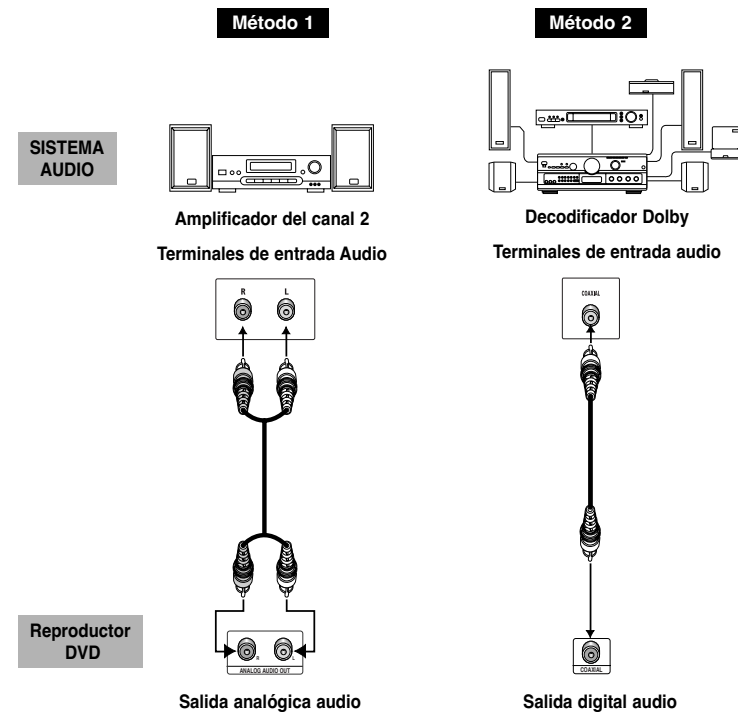 Método 1
Método 2
SISTEMA
AUDIO
Amplificador del canal 2
Decodificador Dolby
Terminales de entrada Audio
Terminales de entrada audio
R L
COAXIAL
Reproductor
DVD
R L
ANALOG AUDIO OUT
COAXIAL
Salida analógica audio
Salida digital audio